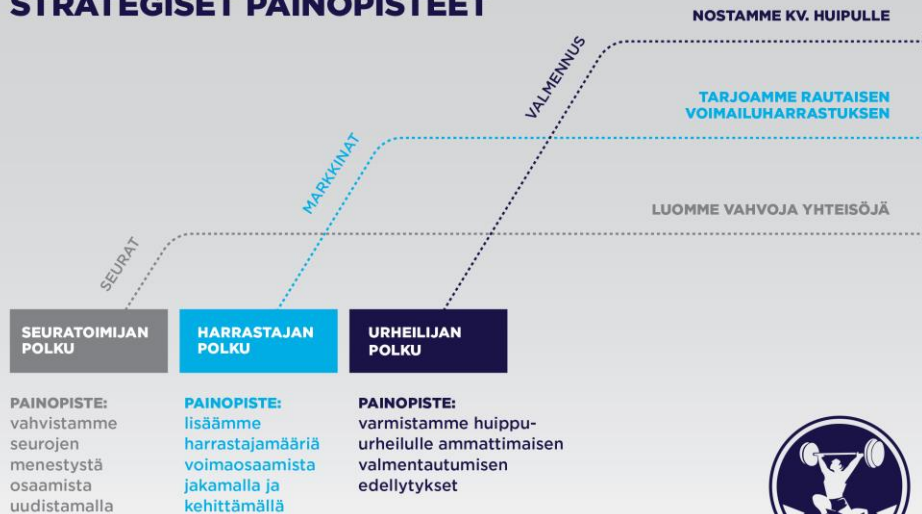 STRATEGISET PAINOPISTEET
NOSTAMME KV. HUIPULLE
VALMENNUS
TARJOAMME RAUTAISEN
VOIMAILUHARRASTUKSEN
MARKKINAT
LUOMME VAHVOJA YHTEISÖJÄ
SEURAT
SEURATOIMIJAN
POLKU
PAINOPISTE:
vahvistamme
seurojen
menestystä
osaamista
uudistamalla
HARRASTAJAN
POLKU
PAINOPISTE:
lisäämme
harrastajamääriä
voimaosaamista
jakamalla ja
kehittämällä
URHEILIJAN
POLKU
PAINOPISTE:
varmistamme huippu-
urheilulle ammattimaisen
valmentautumisen
edellytykset